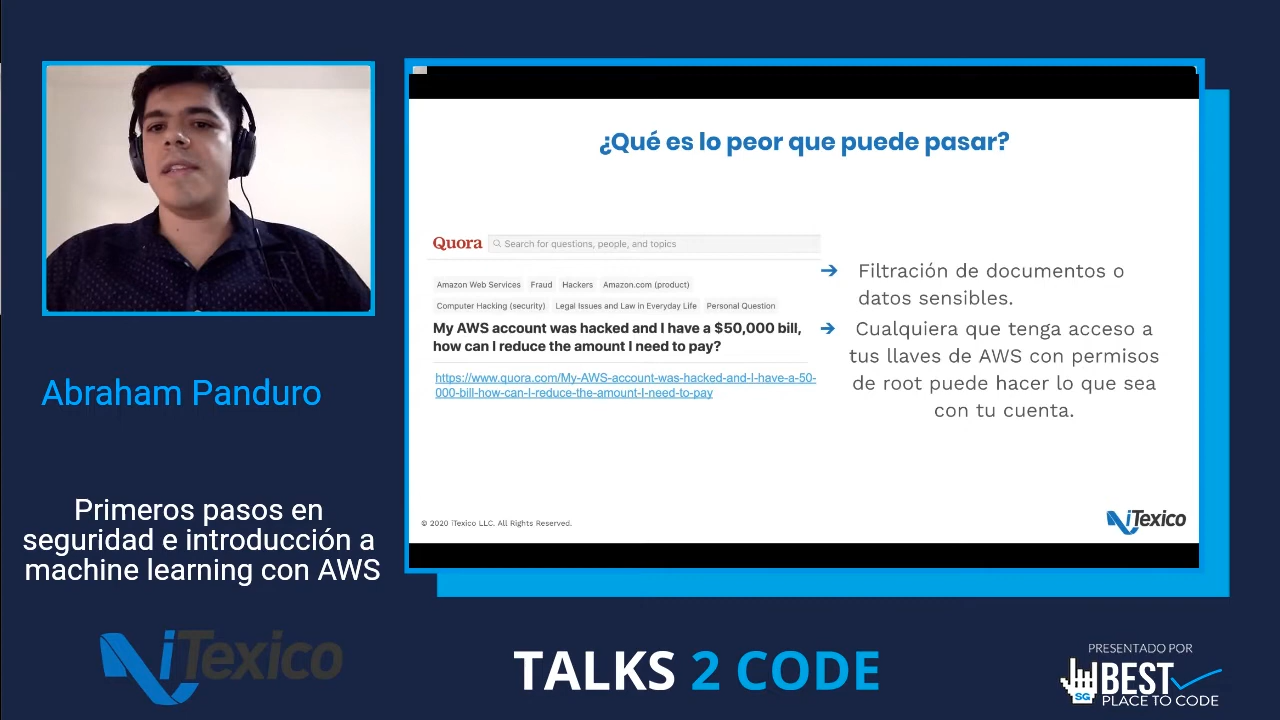 ¿Qué es lo peor que puede pasar?
Quora
Search for questions, people, and topics
Amazon Web Services Fraud Hackers Amazon.com (product)
Computer Hacking (security) Legal Issues and Law in Everyday Life Personal Question
My AWS account was hacked and I have a $50,000 bill,
how can I reduce the amount I need to pay?
https://www.quora.com/My-AWS-account-was-hacked-and-I-have-a-50-
000-bill-how-can-I-reduce-the-amount-I-need-to-pay
➔ Filtración de documentos o
datos sensibles.
➔ Cualquiera que tenga acceso a
tus llaves de AWS con permisos
de root puede hacer lo que sea
con tu cuenta.
© 2020 iTexico LLC. All Rights Reserved.
iTexico
Abraham Panduro
Primeros pasos en
seguridad e introducción a
machine learning con AWS
iTexico
TALKS 2 CODE
PRESENTADO POR
SG
BEST
PLACE TO CODE